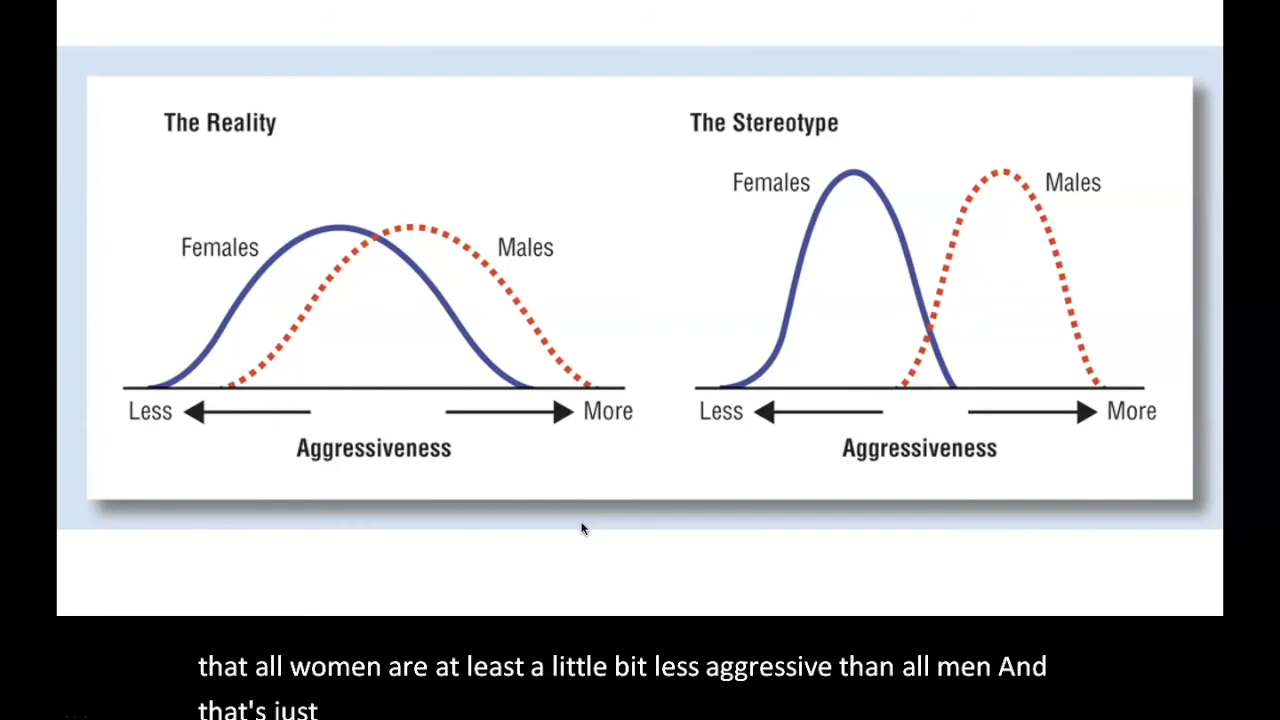 The Reality
The Stereotype
Females
Males
Females
Males
Less
More
Less
More
Aggressiveness
Aggressiveness
that all women are at least a little bit less aggressive than all men And
that's just